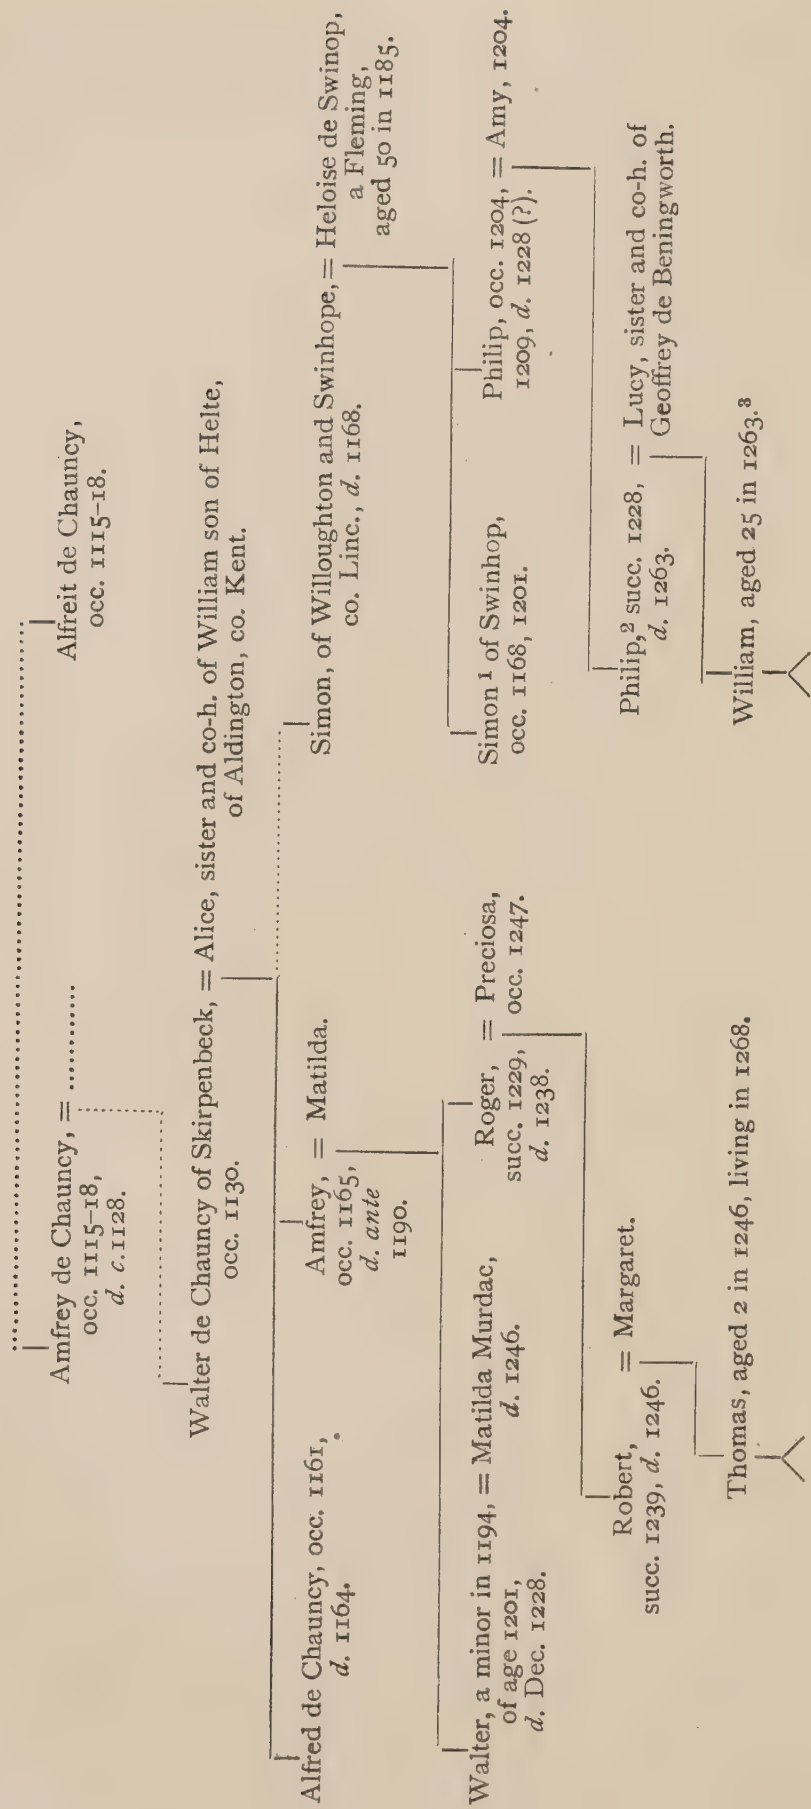 Amfrey de Chauncy, = ............
occ. 1115–18,
d. c.1128.
Alfreit de Chauncy,
occ. 1115–18.
Walter de Chauncy of Skirpenbeck, = Alice, sister and co-h. of William son of Helte,
occ. 1130.
of Aldington, co. Kent.
Alfred de Chauncy, occ. 1161,
d. 1164.
Amfrey, = Matilda.
occ. 1165,
d. ante
1190.
Simon, of Willoughton and Swinhope, = Heloise de Swinop,
co. Linc., d. 1168.
a Fleming,
aged 50 in 1185.
Walter, a minor in 1194, = Matilda Murdac,
of age 1201,
d. Dec. 1228.
d. 1246.
Roger, = Preciosa,
succ. 1229,
d. 1238.
occ. 1247.
Simon¹ of Swinhop,
occ. 1168, 1201.
Philip, occ. 1204, = Amy, 1204.
1209, d. 1228 (?).
Robert, = Margaret.
succ. 1239, d. 1246.
Philip,² succ. 1228, = Lucy, sister and co-h. of
d. 1263.
Geoffrey de Beningworth.
Thomas, aged 2 in 1246, living in 1268.
William, aged 25 in 1263.³